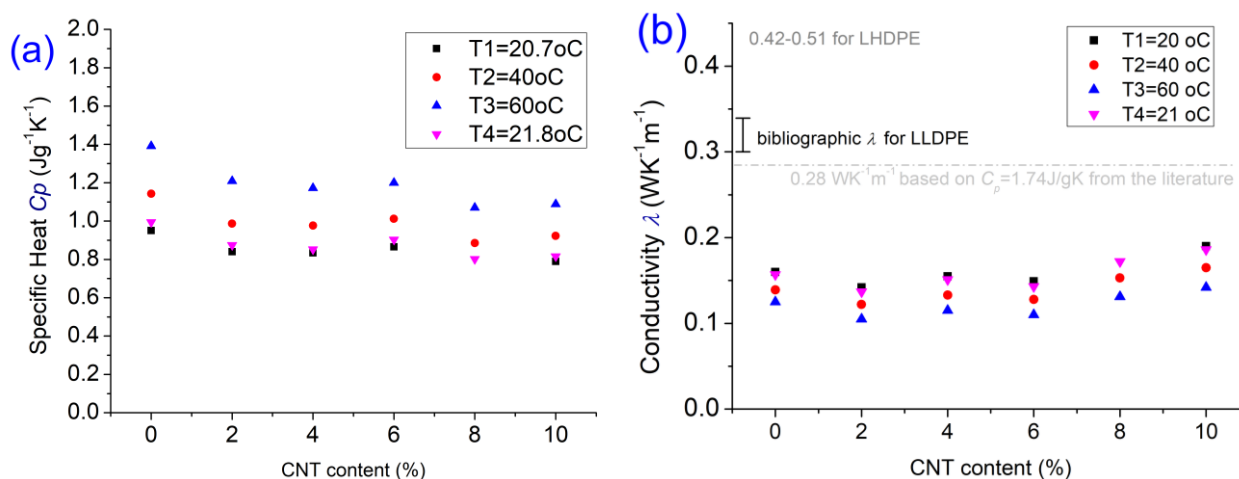 (a)
2.0
1.8
1.6
1.4
1.2
1.0
0.8
0.6
0.4
0.2
0.0
Specific Heat Cp (Jg⁻¹K⁻¹)
T1=20.7oC
T2=40oC
T3=60oC
T4=21.8oC
0 2 4 6 8 10
CNT content (%)
(b)
0.4
0.3
0.2
0.1
0.0
Conductivity λ (WK⁻¹m⁻¹)
0.42-0.51 for LHDPE
T1=20 oC
T2=40 oC
T3=60 oC
T4=21 oC
bibliographic λ for LLDPE
0.28 WK⁻¹m⁻¹ based on Cₚ=1.74J/gK from the literature
0 2 4 6 8 10
CNT content (%)